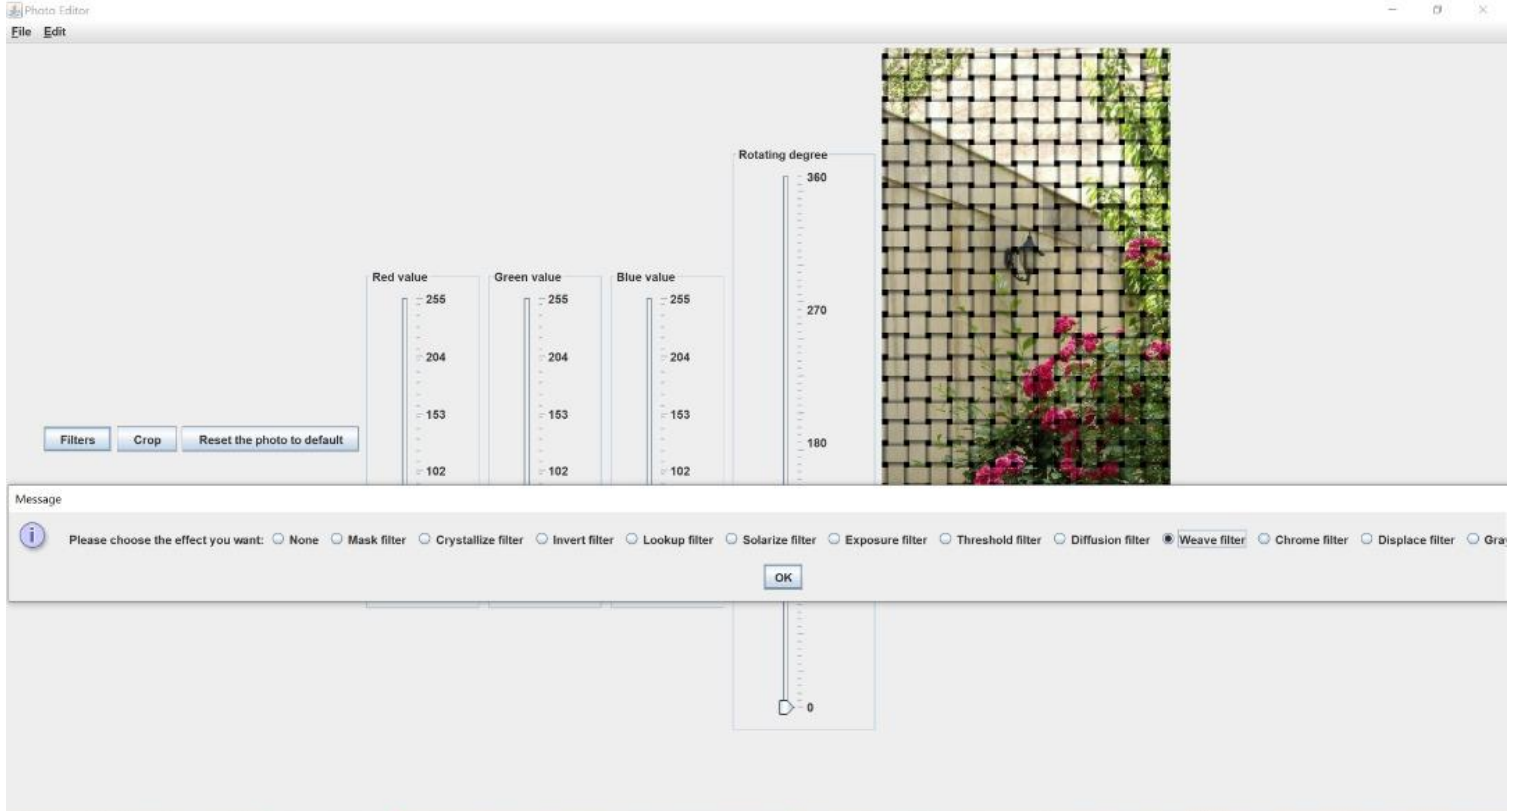 Photo Editor
File Edit
Rotating degree
360
270
180
0
Red value
255
204
153
102
Green value
255
204
153
102
Blue value
255
204
153
102
Filters Crop Reset the photo to default
Message
Please choose the effect you want: None Mask filter Crystallize filter Invert filter Lookup filter Solarize filter Exposure filter Threshold filter Diffusion filter Weave filter Chrome filter Displace filter
OK